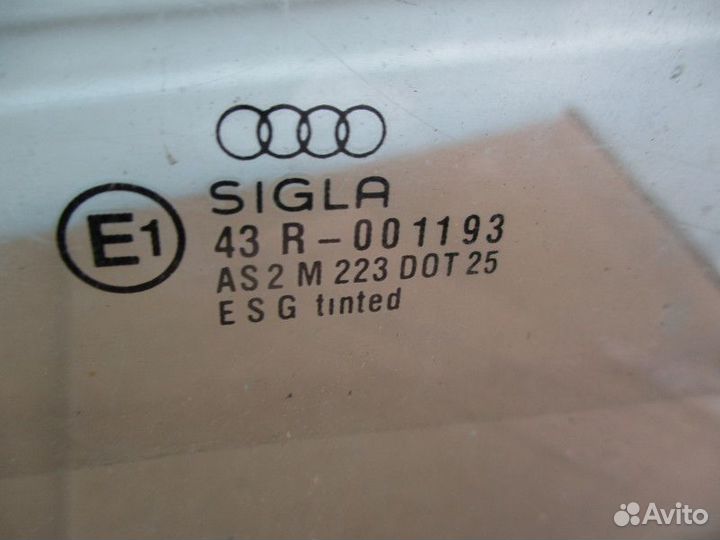 SIGLA
E1
43 R-001193
AS2 M 223 DOT 25
ESG tinted
Avito